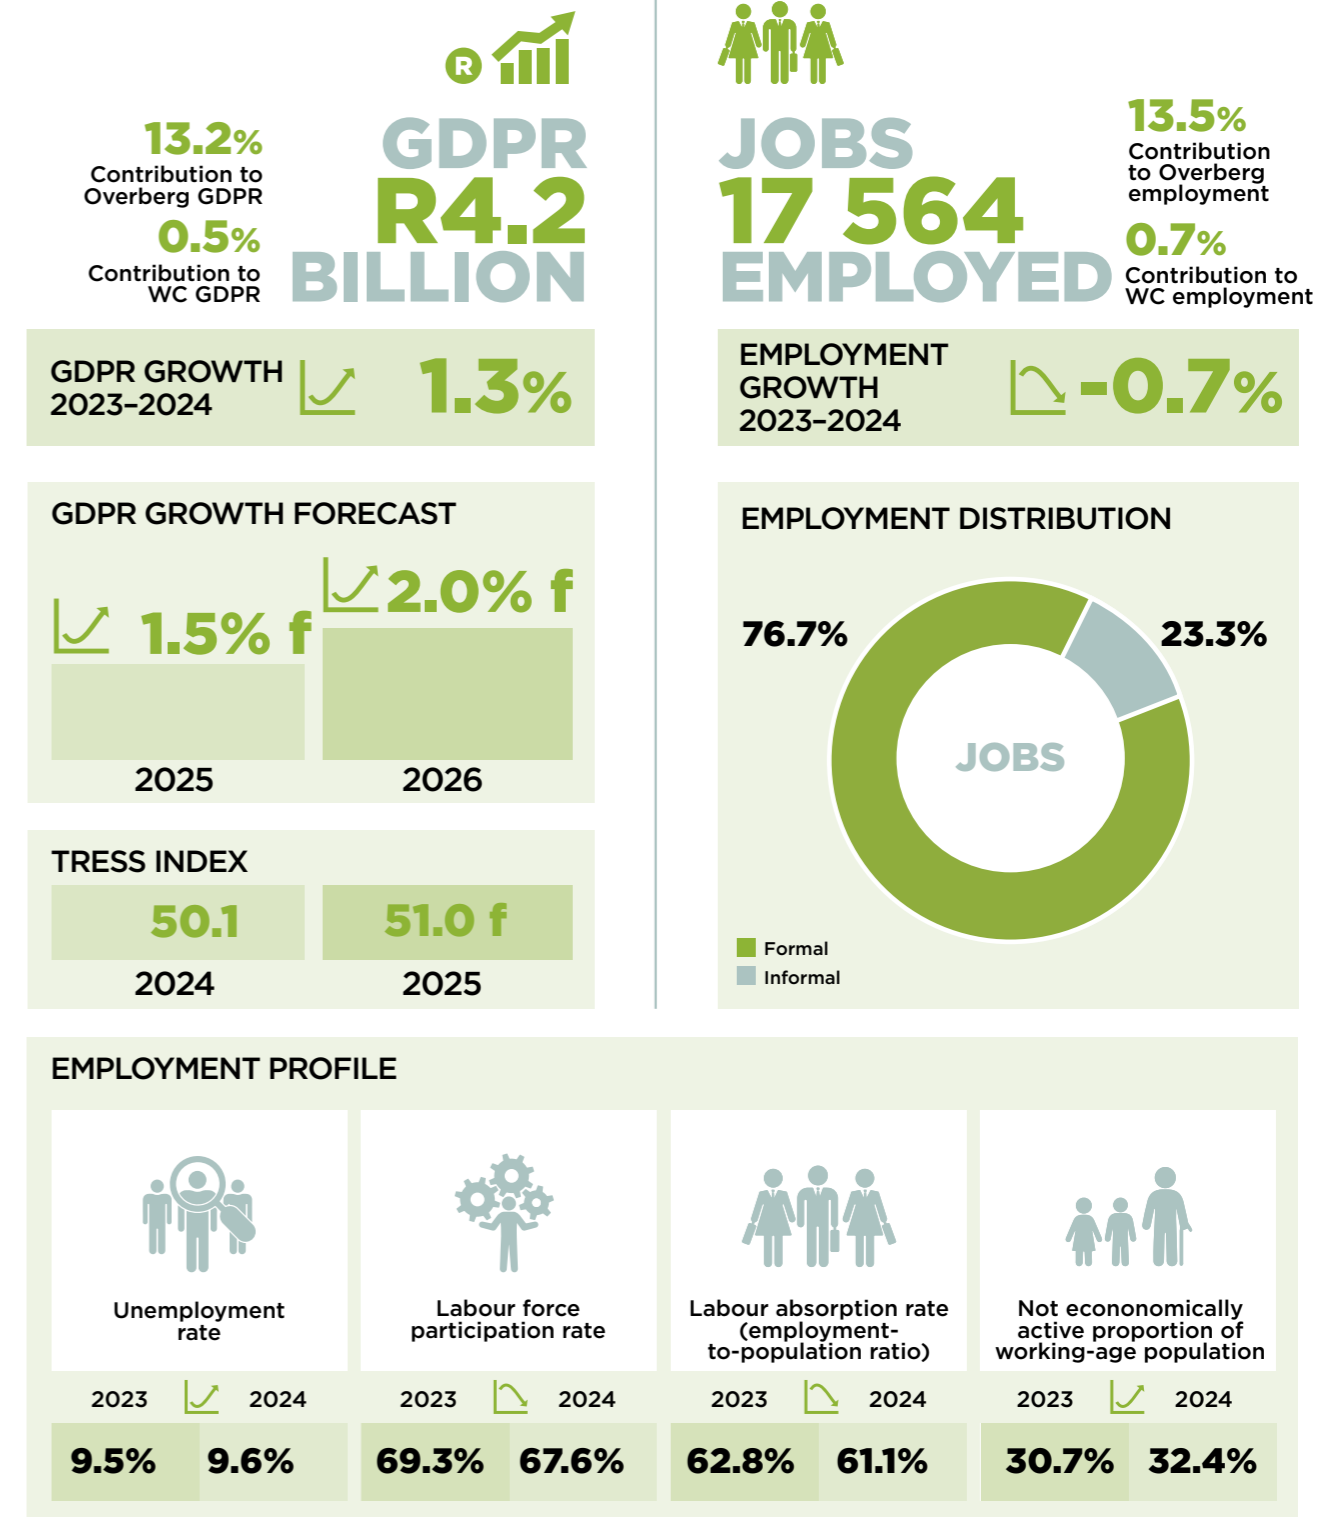 R
13.2%
Contribution to
Overberg GDPR
0.5%
Contribution to
WC GDPR
GDPR
R4.2
BILLION
JOBS
17 564
EMPLOYED
13.5%
Contribution
to Overberg
employment
0.7%
Contribution to
WC employment
GDPR GROWTH
2023–2024
1.3%
EMPLOYMENT
GROWTH
2023–2024
-0.7%
GDPR GROWTH FORECAST
1.5% f
2.0% f
2025
2026
TRESS INDEX
50.1
51.0 f
2024
2025
EMPLOYMENT DISTRIBUTION
76.7%
23.3%
JOBS
Formal
Informal
EMPLOYMENT PROFILE
Unemployment
rate
2023 2024
9.5% 9.6%
Labour force
participation rate
2023 2024
69.3% 67.6%
Labour absorption rate
(employment-
to-population ratio)
2023 2024
62.8% 61.1%
Not econonomically
active proportion of
working-age population
2023 2024
30.7% 32.4%